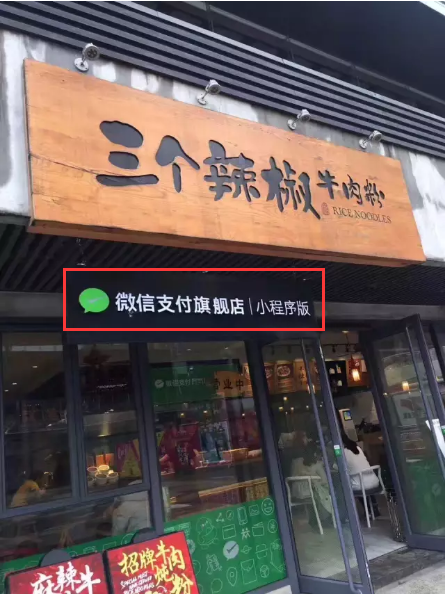 三个辣椒牛肉粉
RICE NOODLES
微信支付旗舰店|小程序版
麻辣牛
招牌牛肉
炖粉